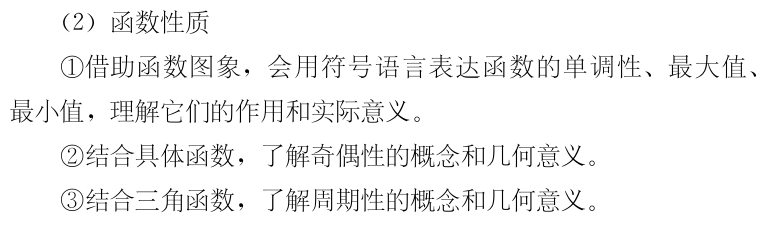 （2）函数性质
①借助函数图象，会用符号语言表达函数的单调性、最大值、
最小值，理解它们的作用和实际意义。
②结合具体函数，了解奇偶性的概念和几何意义。
③结合三角函数，了解周期性的概念和几何意义。